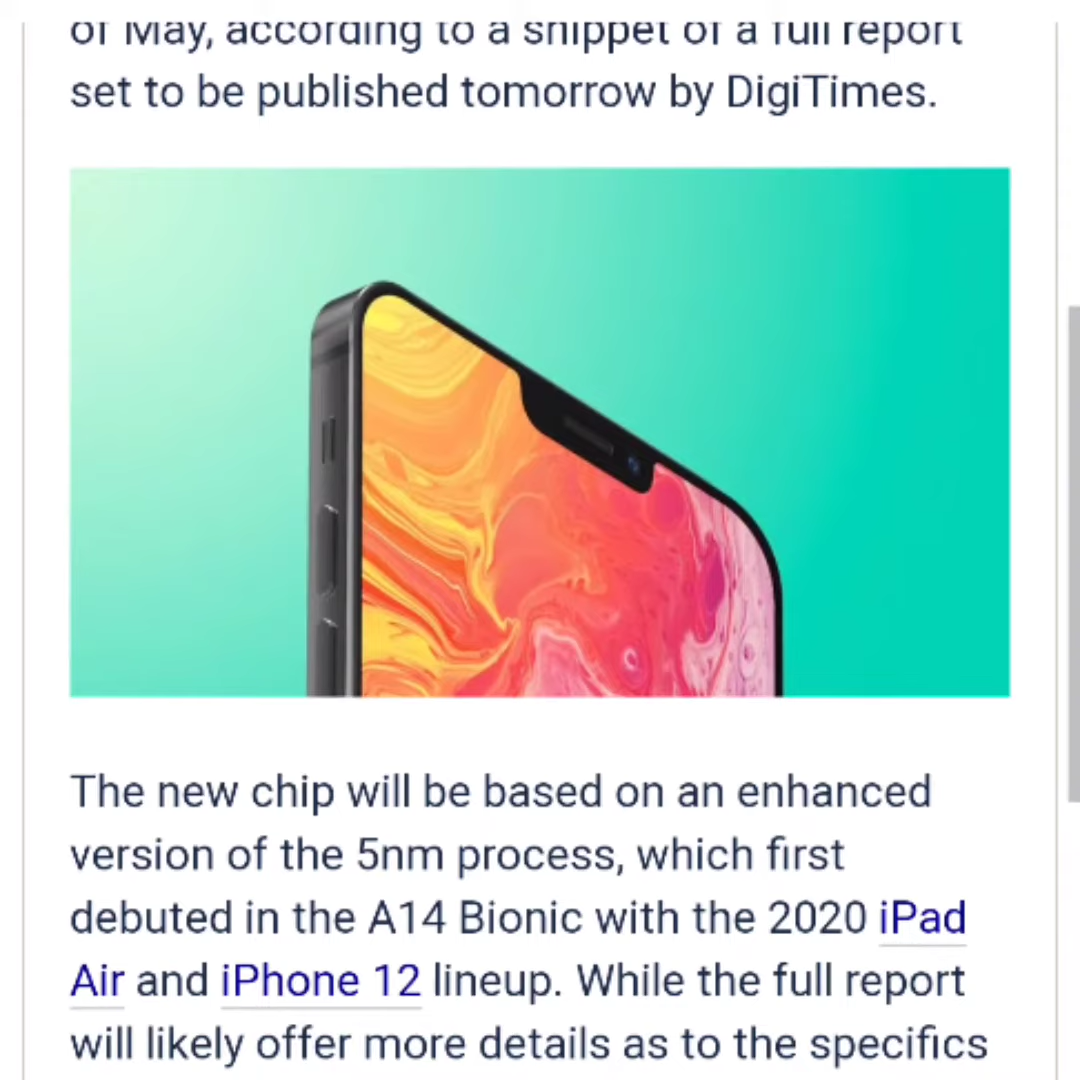 of May, according to a snippet of a full report
set to be published tomorrow by DigiTimes.
The new chip will be based on an enhanced
version of the 5nm process, which first
debuted in the A14 Bionic with the 2020 iPad
Air and iPhone 12 lineup. While the full report
will likely offer more details as to the specifics